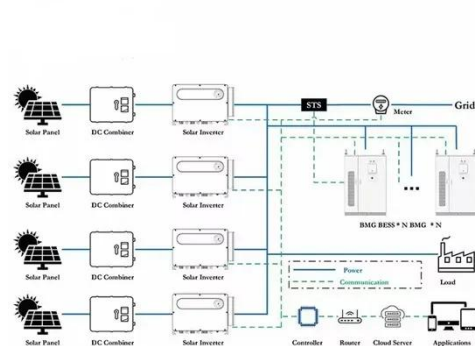 STS
Meter
Grid
Solar Panel DC Combiner Solar Inverter
Solar Panel DC Combiner Solar Inverter
BMG BESS * N BMG * N
Solar Panel DC Combiner Solar Inverter
Power
Communication
Load
Solar Panel DC Combiner Solar Inverter
Controller Router Cloud Server Applications